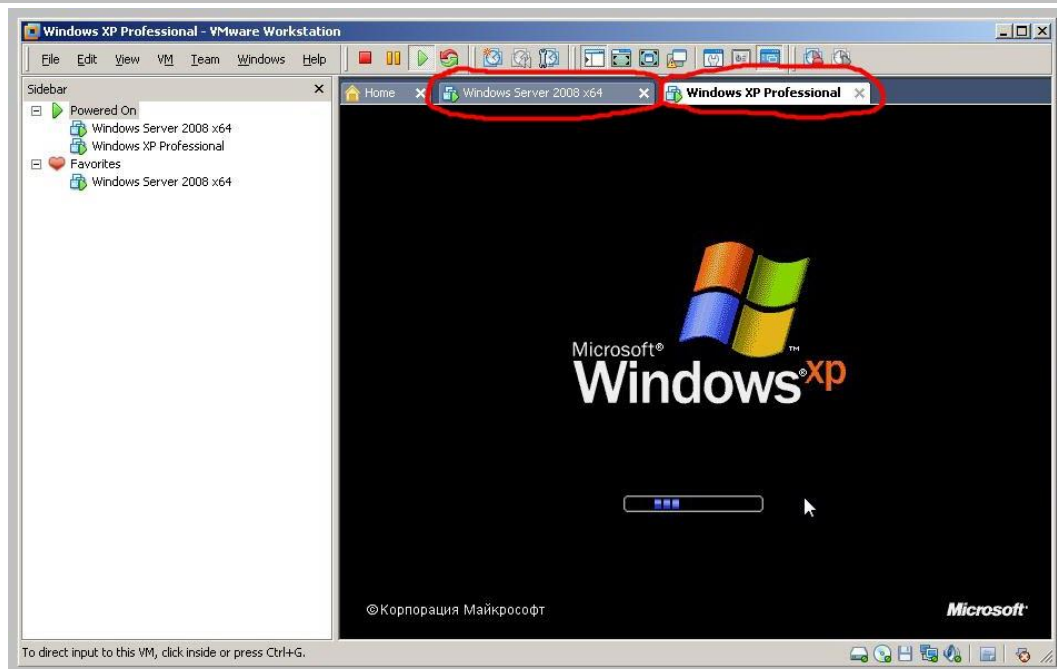 Windows XP Professional - VMware Workstation
File Edit View VM Team Windows Help
Sidebar
Powered On
Windows Server 2008 x64
Windows XP Professional
Favorites
Windows Server 2008 x64
Home Windows Server 2008 x64 Windows XP Professional
Microsoft®
Windows® xp ™
©Корпорация Майкрософт Microsoft®
To direct input to this VM, click inside or press Ctrl+G.